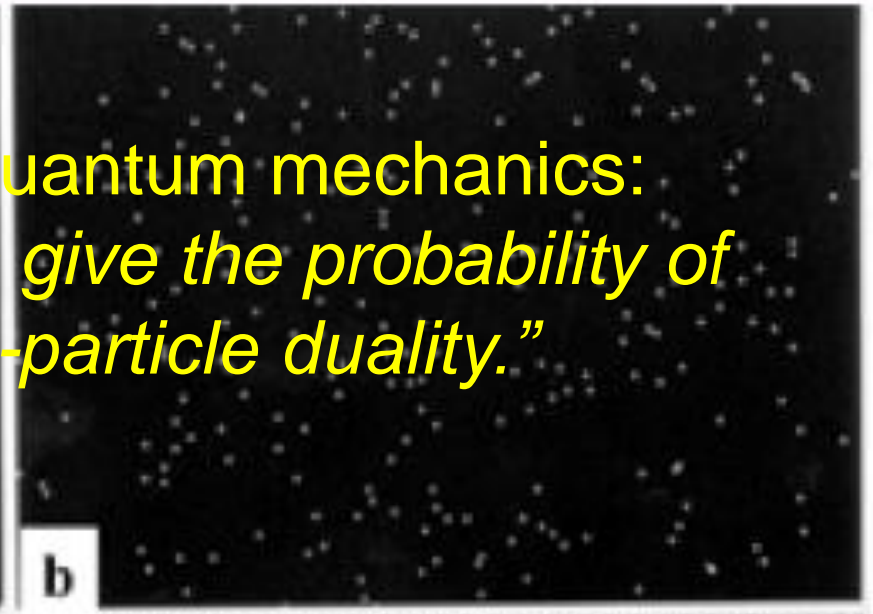 uantum mechanics:
give the probability of
-particle duality.”
b